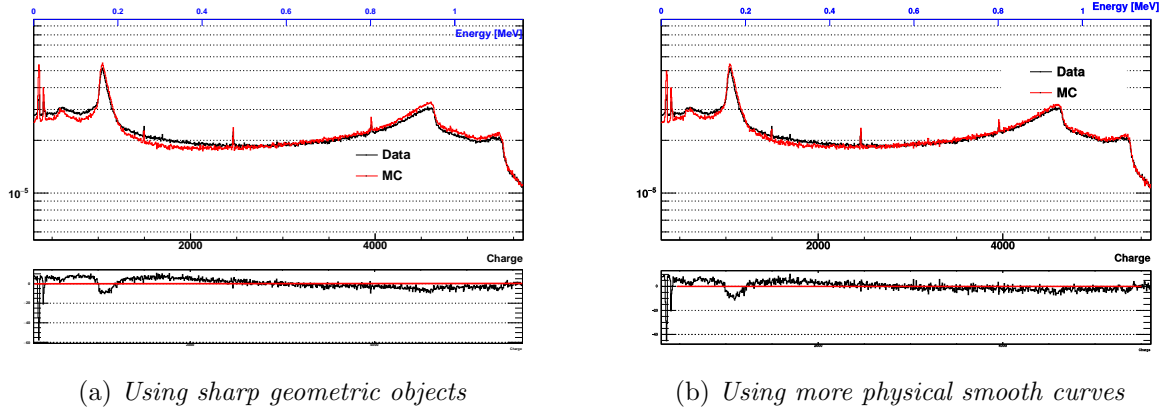 0 0.2 0.4 0.6 0.8 1
Energy [MeV]
Data
MC
10-5
2000 4000
Charge
Charge
(a) Using sharp geometric objects
0 0.2 0.4 0.6 0.8 1
Energy [MeV]
Data
MC
10-5
2000 4000
Charge
Charge
(b) Using more physical smooth curves